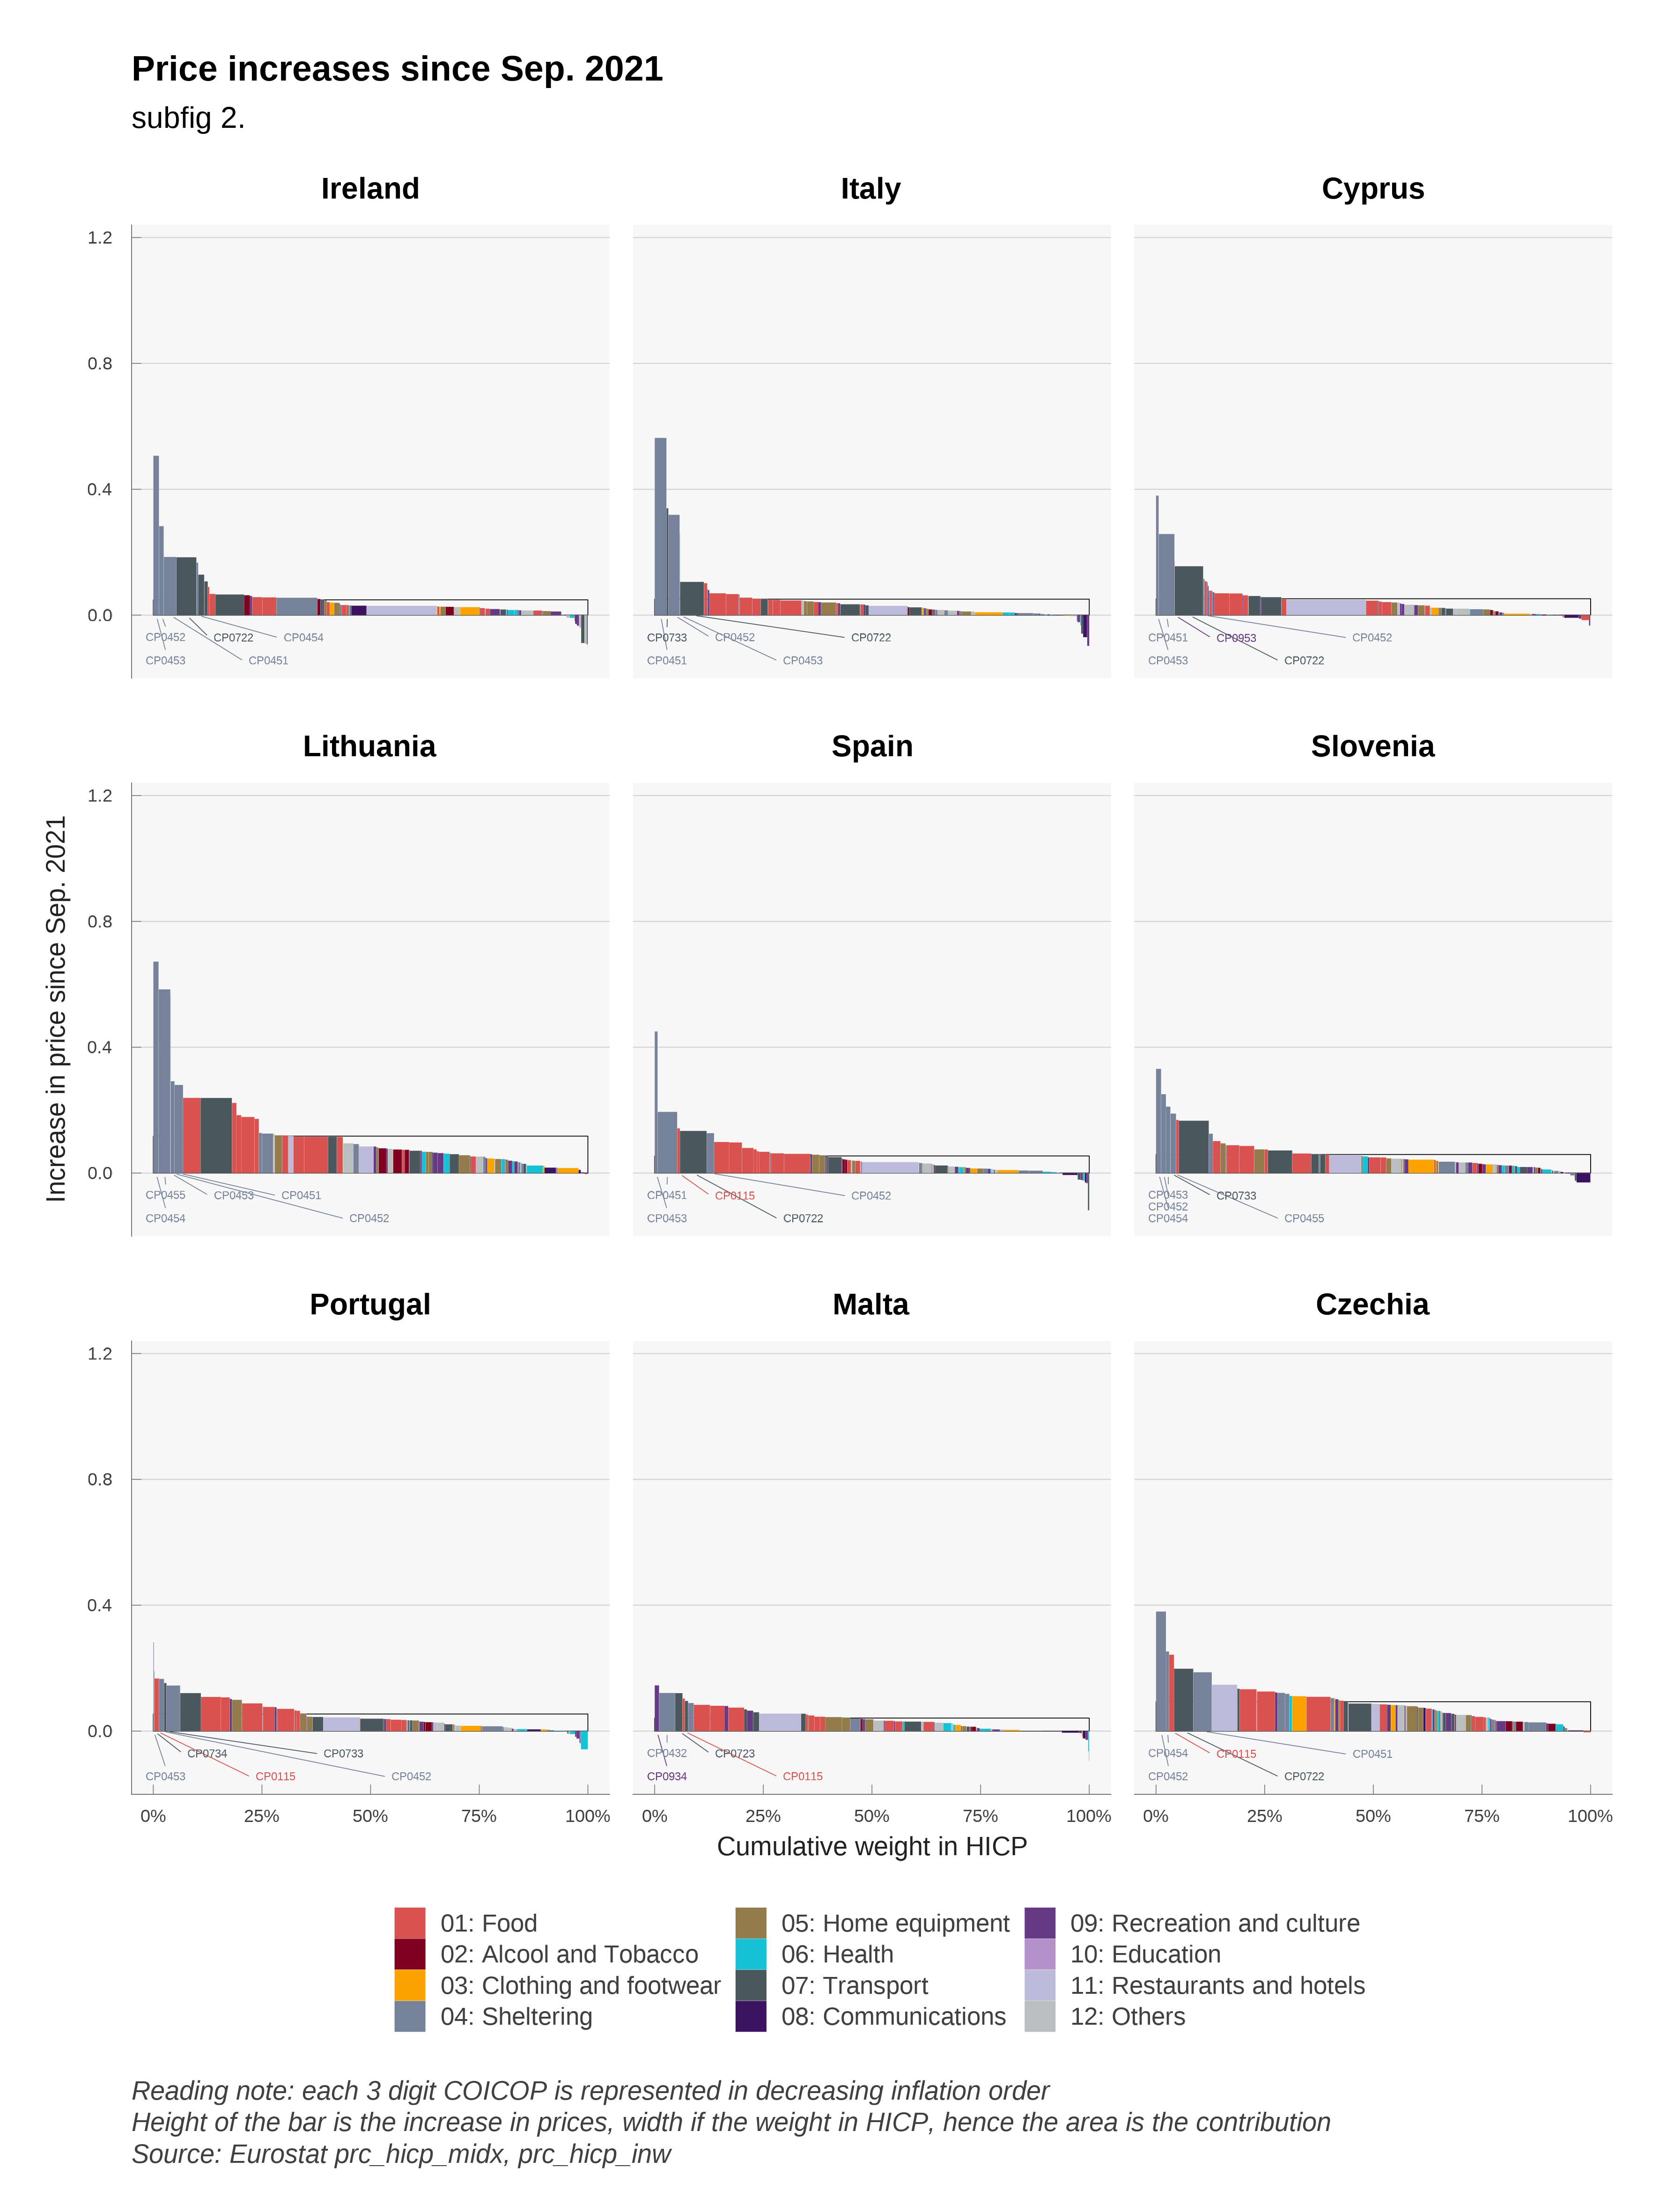 Price increases since Sep. 2021
subfig 2.
Ireland
Italy
Cyprus
1.2
0.8
0.4
0.0
CP0452
CP0722
CP0454
CP0453
CP0451
CP0733
CP0452
CP0722
CP0451
CP0453
CP0451
CP0953
CP0452
CP0453
CP0722
Lithuania
Spain
Slovenia
1.2
0.8
0.4
0.0
CP0455
CP0453
CP0451
CP0454
CP0452
CP0451
CP0115
CP0452
CP0453
CP0722
CP0453
CP0733
CP0452
CP0454
CP0455
Increase in price since Sep. 2021
Portugal
Malta
Czechia
1.2
0.8
0.4
0.0
CP0734
CP0733
CP0453
CP0115
CP0452
CP0432
CP0723
CP0934
CP0115
CP0454
CP0115
CP0451
CP0452
CP0722
0% 25% 50% 75% 100%
0% 25% 50% 75% 100%
0% 25% 50% 75% 100%
Cumulative weight in HICP
01: Food
02: Alcool and Tobacco
03: Clothing and footwear
04: Sheltering
05: Home equipment
06: Health
07: Transport
08: Communications
09: Recreation and culture
10: Education
11: Restaurants and hotels
12: Others
Reading note: each 3 digit COICOP is represented in decreasing inflation order
Height of the bar is the increase in prices, width if the weight in HICP, hence the area is the contribution
Source: Eurostat prc_hicp_midx, prc_hicp_inw